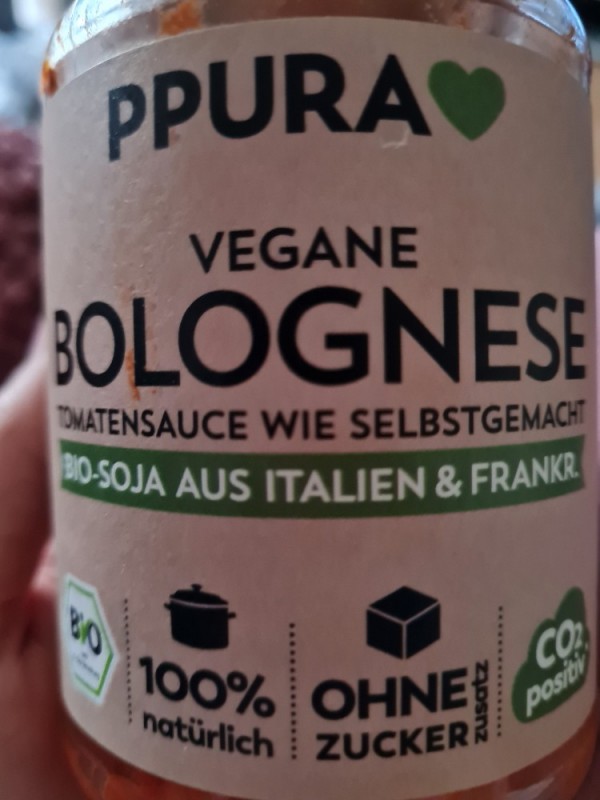 PPURA
VEGANE
BOLOGNESE
TOMATENSAUCE WIE SELBSTGEMACHT
BIO-SOJA AUS ITALIEN & FRANKR.
BIO
100%
natürlich
OHNE
ZUCKER zusatz
CO2
positiv